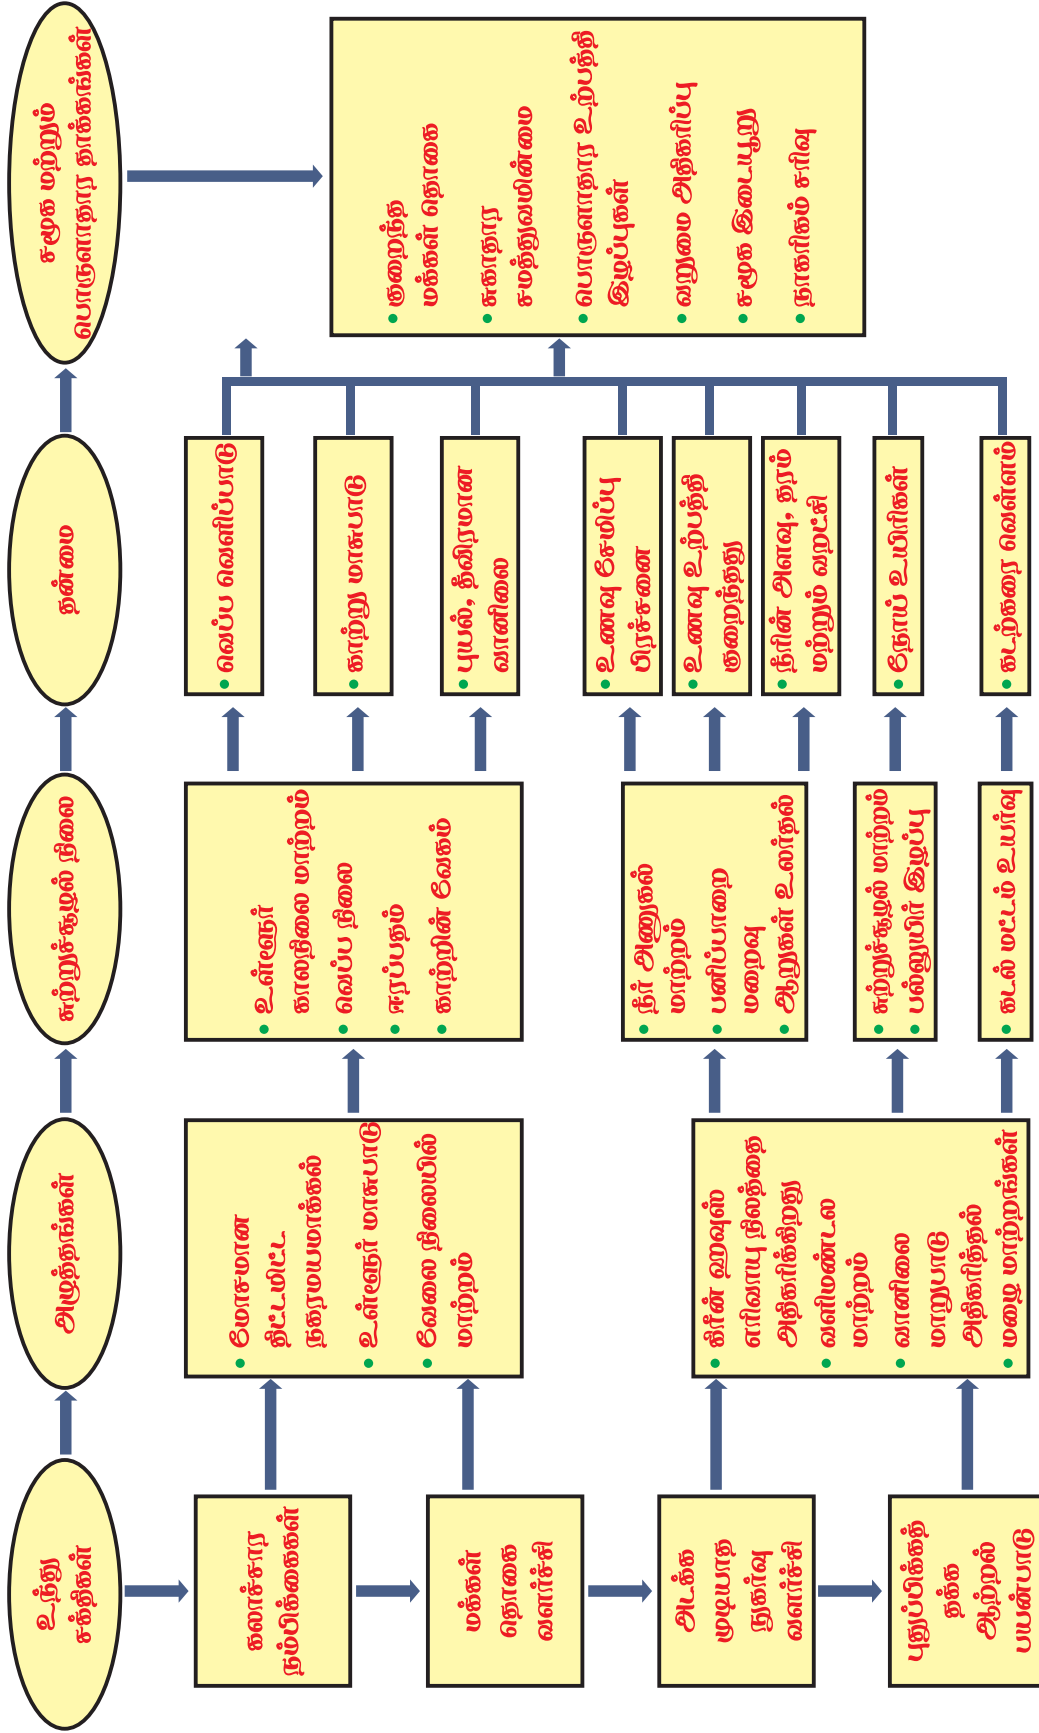 உந்து
சக்திகள்
அழுத்தங்கள்
சுற்றுச்சூழல் நிலை
தன்மை
சமூக மற்றும்
பொருளாதார தாக்கங்கள்
கலாச்சார
நம்பிக்கைகள்
மக்கள்
தொகை
வளர்ச்சி
அடக்க
முடியாத
நுகர்வு
வளர்ச்சி
புதுப்பிக்கத்
தக்க
ஆற்றல்
பயன்பாடு
மோசமான
திட்டமிட்ட
நகரமயமாக்கல்
உள்ளூர் மாசுபாடு
வேலை நிலையில்
மாற்றம்
கிரீன் ஹவுஸ்
எரிவாயு நிலத்தை
அதிகரிக்கிறது
வளிமண்டல
மாற்றம்
வானிலை
மாறுபாடு
அதிகரித்தல்
மழை மாற்றங்கள்
உள்ளூர்
காலநிலை மாற்றம்
வெப்ப நிலை
ஈரப்பதம்
காற்றின் வேகம்
நீர் அணுகல்
மாற்றம்
பனிப்பாறை
மறைவு
ஆறுகள் உலர்தல்
சுற்றுச்சூழல் மாற்றம்
பல்லுயிர் இழப்பு
கடல் மட்டம் உயர்வு
வெப்ப வெளிப்பாடு
காற்று மாசுபாடு
புயல், தீவிரமான
வானிலை
உணவு சேமிப்பு
பிரச்சனை
உணவு உற்பத்தி
குறைந்தது
நீரின் அளவு, தரம்
மற்றும் வறட்சி
நோய் உயிரிகள்
கடற்கரை வெள்ளம்
குறைந்த
மக்கள் தொகை
சுகாதார
சமத்துவமின்மை
பொருளாதார உற்பத்தி
இழப்புகள்
வறுமை அதிகரிப்பு
சமூக இடையூறு
நாகரிகம் சரிவு